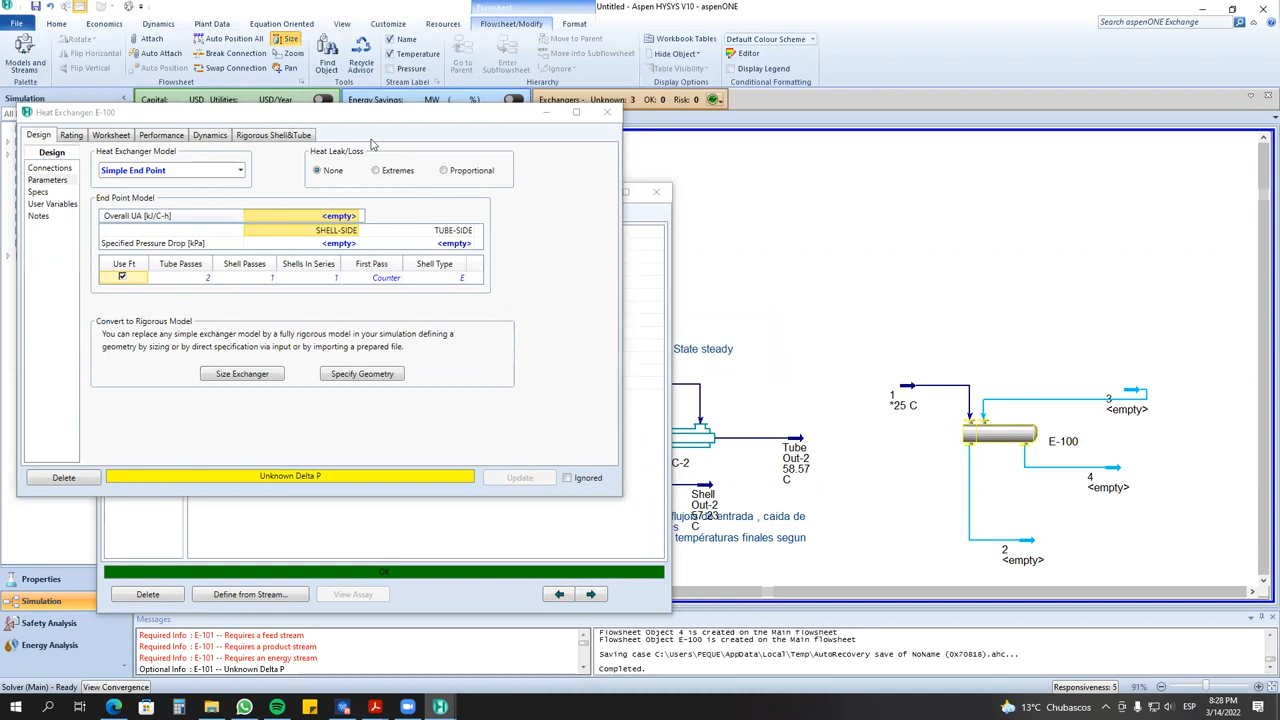 Flowsheet
Untitled - Aspen HYSYS V10 - aspenONE
File Home Economics Dynamics Plant Data Equation Oriented View Customize Resources Flowsheet/Modify Format
Search aspenONE Exchange
Models and Streams
Rotate Attach Auto Position All Size
Flip Horizontal Auto Attach Break Connection Zoom
Flip Vertical Auto Position Swap Connection Pan
Find Object
Recycle Advisor
Name
Temperature
Pressure
Go to Parent
Enter Subflowsheet
Move to Parent
Move into Subflowsheet
Ignore
Workbook Tables
Hide Object
Table Visibility
Default Colour Scheme
Editor
Display Legend
Palette Flowsheet Tools Stream Label Hierarchy Display Options Conditional Formatting
Simulation
Capital: USD Utilities: USD/Year
Energy Savings: MW ( %)
Exchangers - Unknown: 3 OK: 0 Risk: 0
All
Heat Exchanger: E-100
Design Rating Worksheet Performance Dynamics Rigorous Shell&Tube
Design
Connections
Parameters
Specs
User Variables
Notes
Heat Exchanger Model
Simple End Point
Heat Leak/Loss
None Extremes Proportional
End Point Model
Overall UA [kJ/C-h] <empty>
SHELL-SIDE TUBE-SIDE
Specified Pressure Drop [kPa] <empty> <empty>
Use Ft Tube Passes Shell Passes Shells In Series First Pass Shell Type
2 1 1 Counter E
Convert to Rigorous Model
You can replace any simple exchanger model by a fully rigorous model in your simulation defining a
geometry by sizing or by direct specification via input or by importing a prepared file.
Size Exchanger Specify Geometry
Delete Unknown Delta P Update Ignored
State steady
Tube
Out-2
58.57
C
C-2
Shell
Out-2
57.23
C
flujos de entrada , caida de
s
températuras finales segun
1
*25 C
3
<empty>
E-100
4
<empty>
2
<empty>
OK
Delete Define from Stream... View Assay
Properties
Simulation
Safety Analysis
Energy Analysis
Messages
Required Info : E-101 -- Requires a feed stream
Required Info : E-101 -- Requires a product stream
Required Info : E-101 -- Requires an energy stream
Optional Info : E-101 -- Unknown Delta P
Flowsheet Object 4 is created on the Main flowsheet
Flowsheet Object E-100 is created on the Main flowsheet
Saving case C:\Users\PEQUE\AppData\Local\Temp\AutoRecovery save of NoName (0x70818).ahc...
Completed.
Solver (Main) - Ready View Convergence
Responsiveness: 5 91%
13°C Chubascos
8:28 PM
3/14/2022